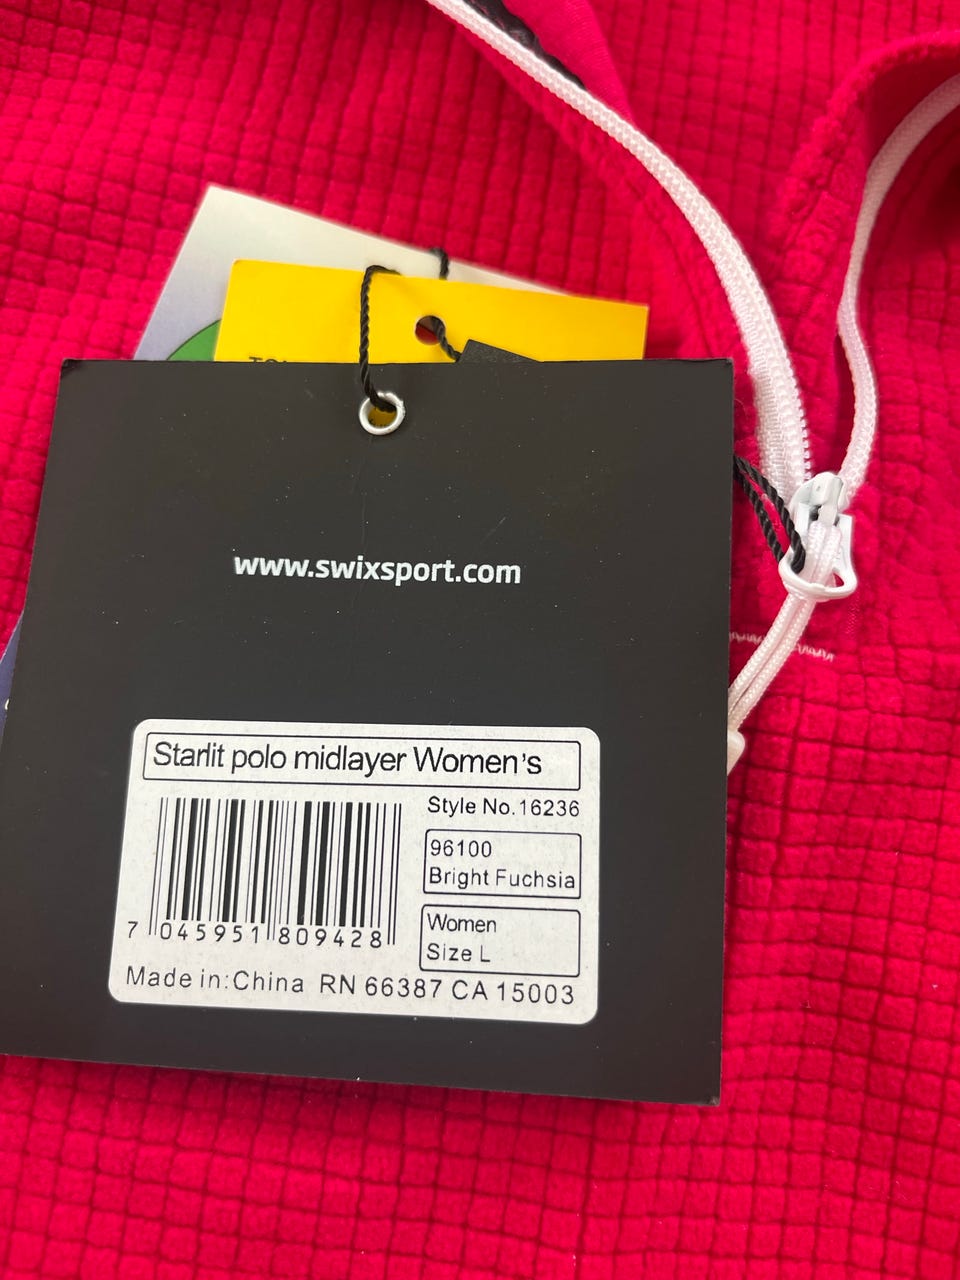 www.swixsport.com
Starlit polo midlayer Women's
Style No.16236
96100
Bright Fuchsia
Women
Size L
7 045951 809428
Made in:China RN 66387 CA 15003